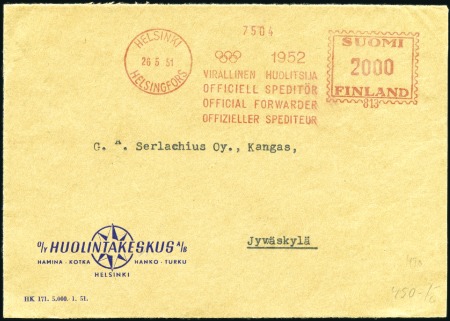 7504
HELSINKI
26 5 51
HELSINGFORS
1952
VIRALLINEN HUOLITSIJA
OFFICIELL SPEDITÖR
OFFICIAL FORWARDER
OFFIZIELLER SPEDITEUR
SUOMI
2000
FINLAND
813
G. A. Serlachius Oy., Kangas,
Jyväskylä
O/Y HUOLINTAKESKUS A/B
HAMINA - KOTKA HANKO - TURKU
HELSINKI
HK 171. 5.000. 1. 51.